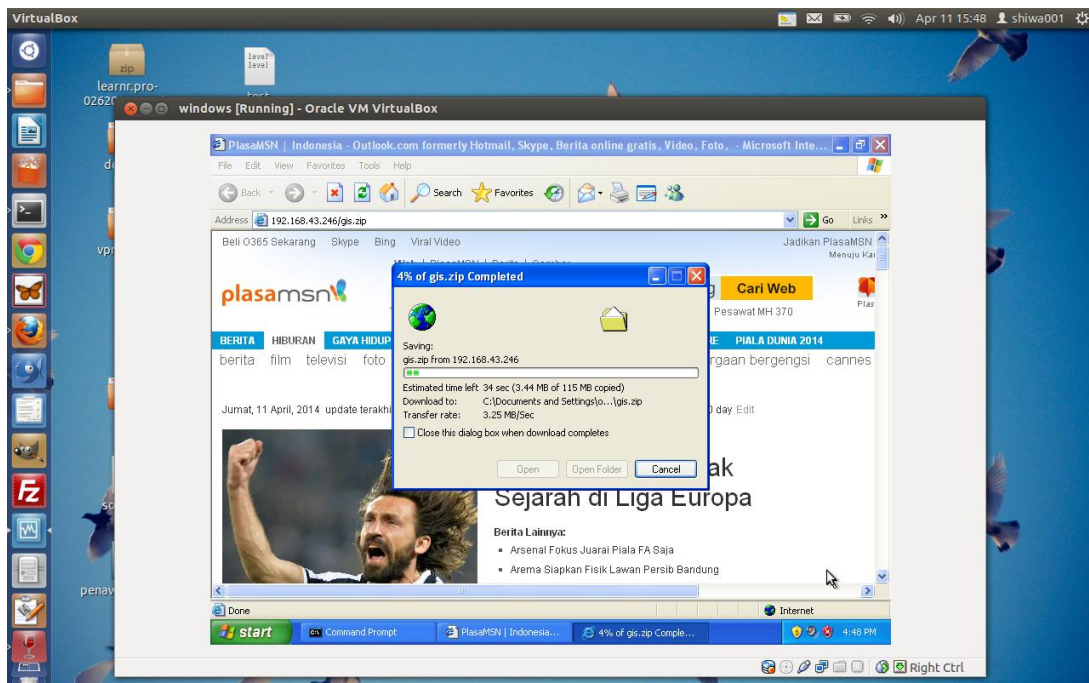 VirtualBox
Apr 11 15:48 shiwa001
zip
learnr.pro-
level
level
windows [Running] - Oracle VM VirtualBox
PlasaMSN | Indonesia - Outlook.com formerly Hotmail, Skype, Berita online gratis, Video, Foto, - Microsoft Inte...
File Edit View Favorites Tools Help
Back Search Favorites
Address 192.168.43.246/gis.zip Go Links »
Beli O365 Sekarang Skype Bing Viral Video Jadikan PlasaMSN
Menuju Kai
4% of gis.zip Completed
plasamsn Cari Web
Plas
Pesawat MH 370
BERITA HIBURAN GAYA HIDUP PIALA DUNIA 2014
berita film televisi foto rgaan bergengsi cannes
Saving:
gis.zip from 192.168.43.246
Estimated time left 34 sec (3.44 MB of 115 MB copied)
Download to: C:\Documents and Settings\o...\gis.zip
Transfer rate: 3.25 MB/Sec
Jumat, 11 April, 2014 update terakhi day Edit
Close this dialog box when download completes
Open Open Folder Cancel
ak
Sejarah di Liga Europa
Berita Lainnya:
Arsenal Fokus Juarai Piala FA Saja
Arema Siapkan Fisik Lawan Persib Bandung
penav
Done Internet
start Command Prompt PlasaMSN | Indonesia... 4% of gis.zip Comple... 4:48 PM
Right Ctrl